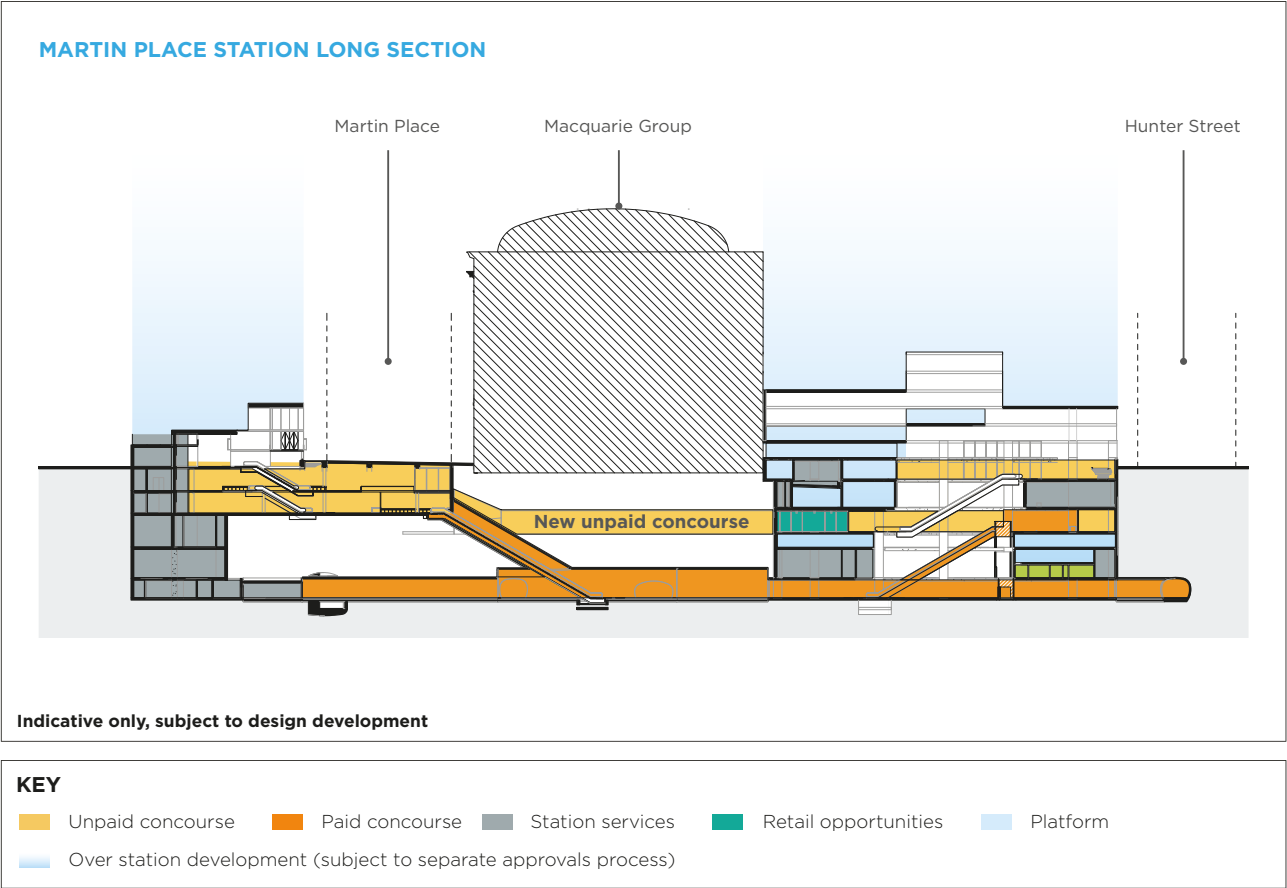 MARTIN PLACE STATION LONG SECTION
Martin Place
Macquarie Group
Hunter Street
New unpaid concourse
Indicative only, subject to design development
KEY
Unpaid concourse
Paid concourse
Station services
Retail opportunities
Platform
Over station development (subject to separate approvals process)